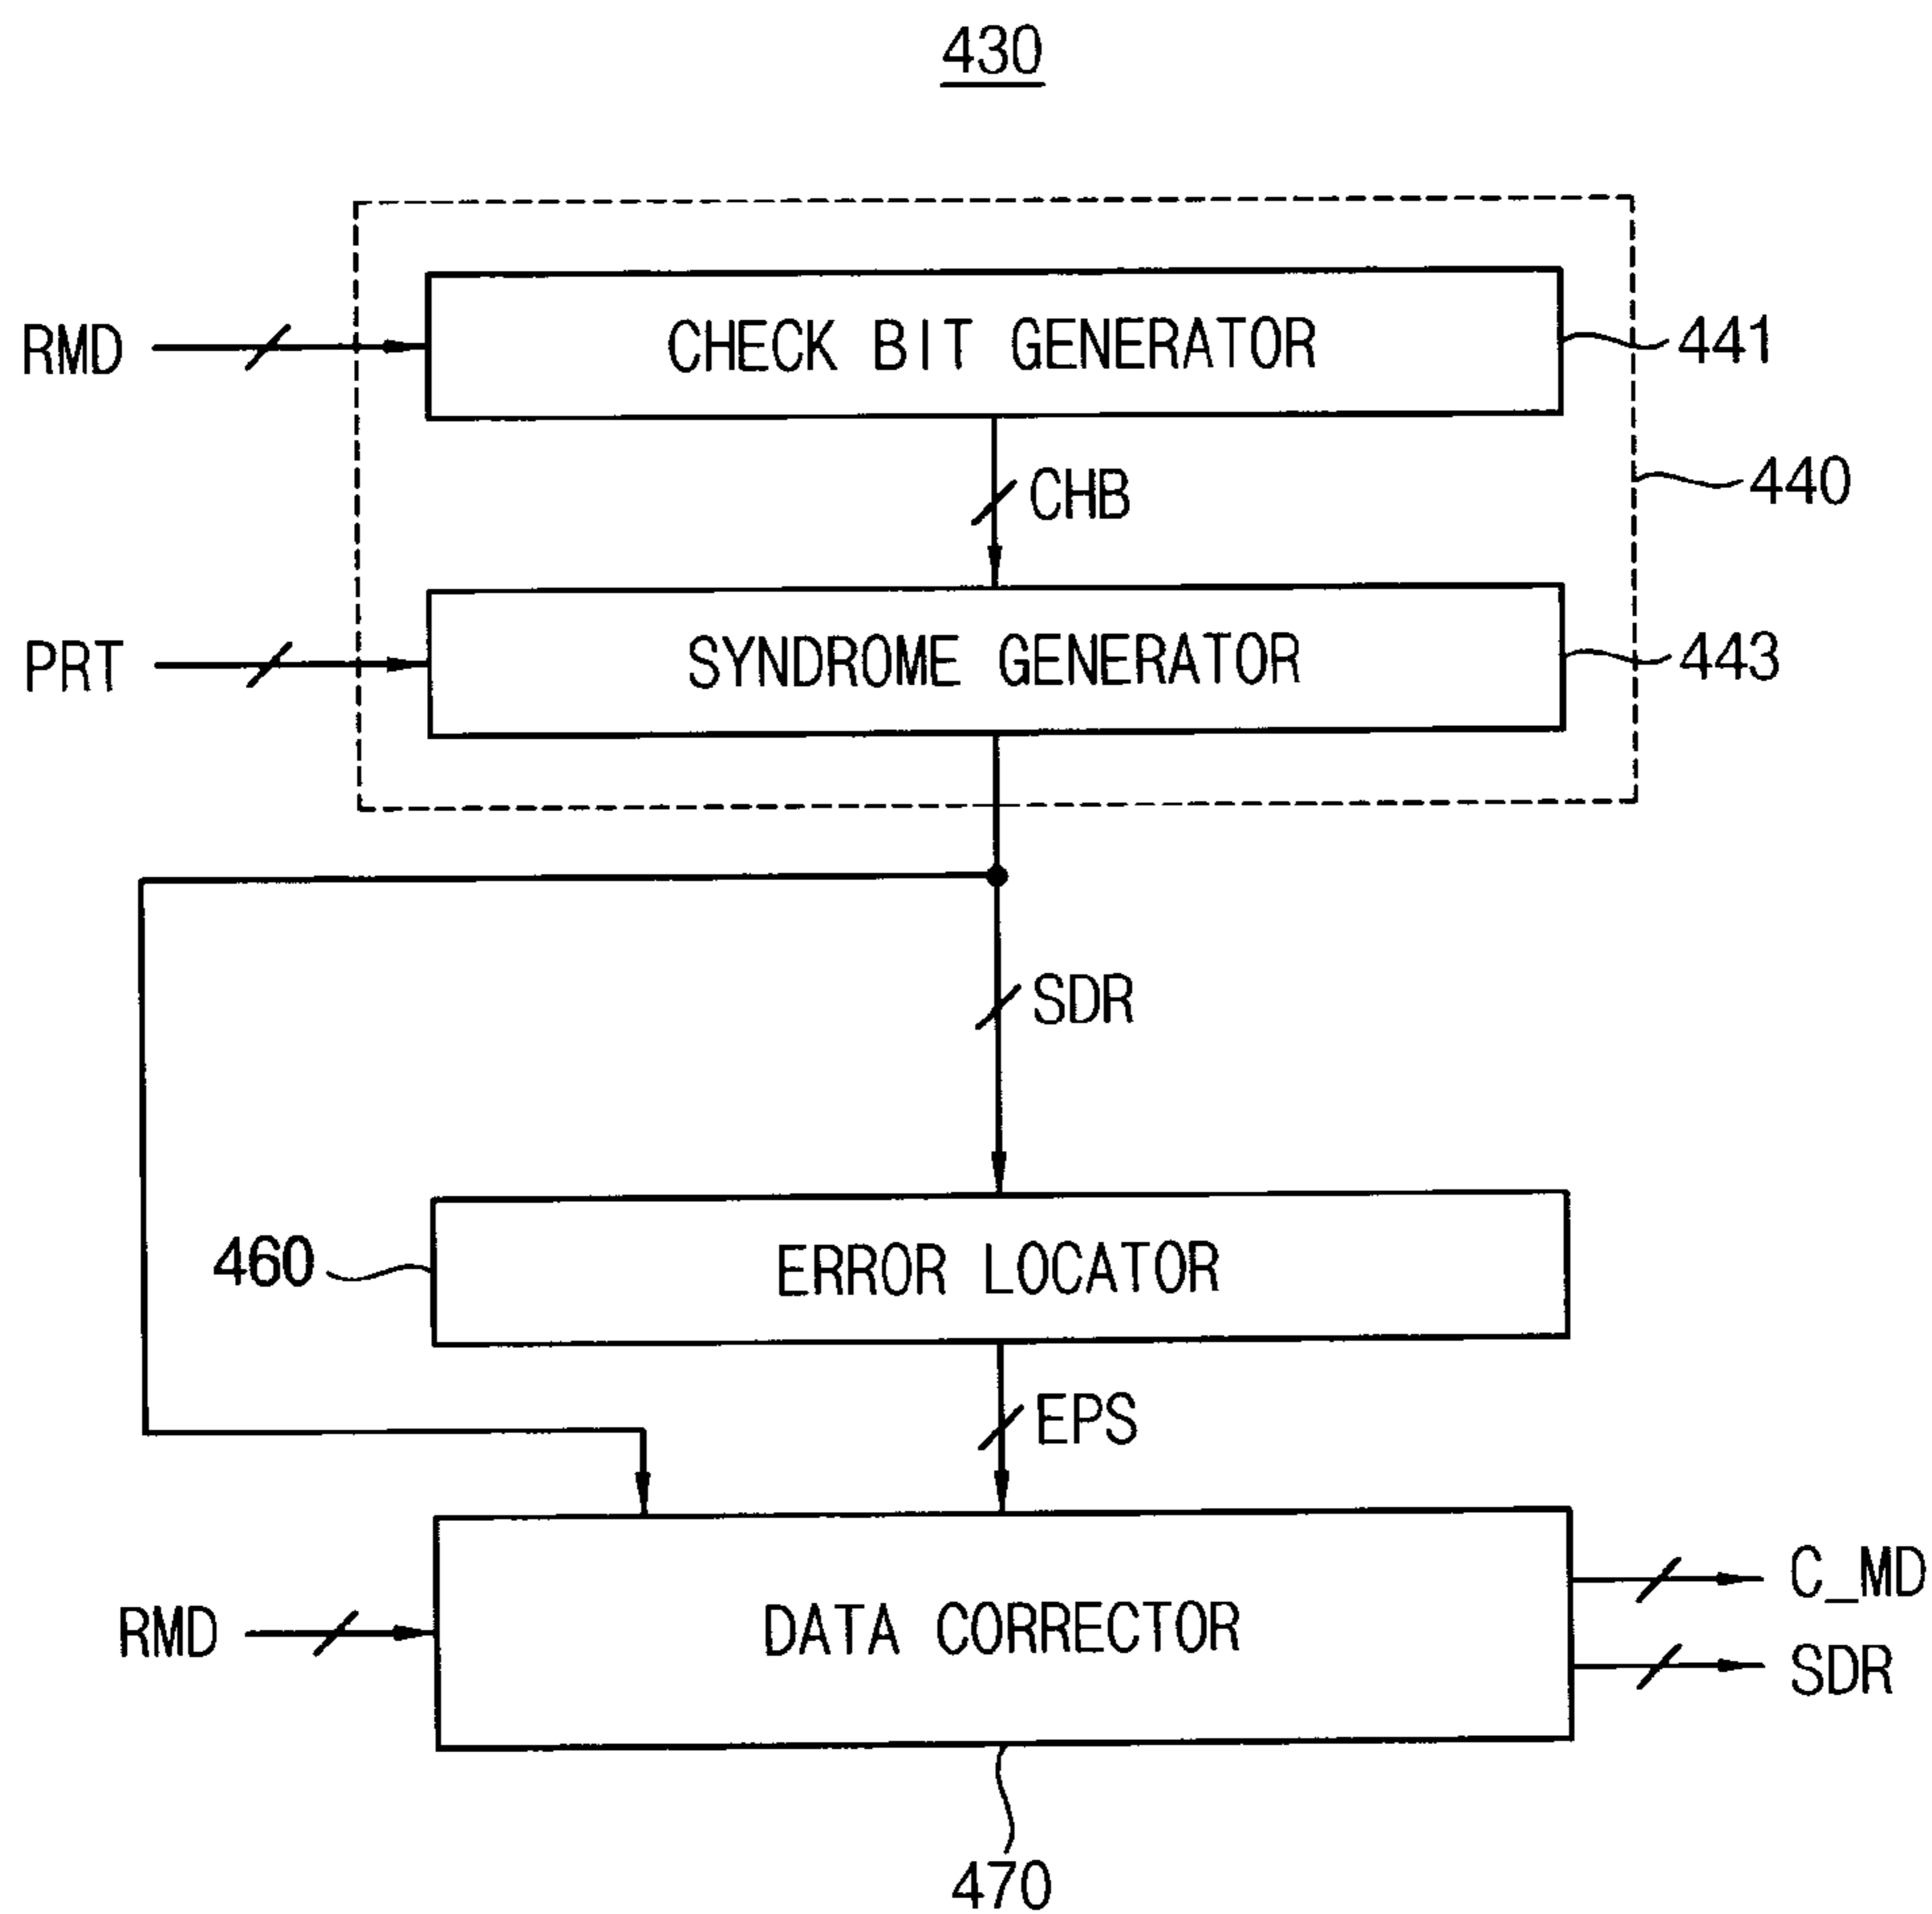 430
RMD
CHECK BIT GENERATOR
441
CHB
440
PRT
SYNDROME GENERATOR
443
SDR
460
ERROR LOCATOR
EPS
RMD
DATA CORRECTOR
C_MD
SDR
470